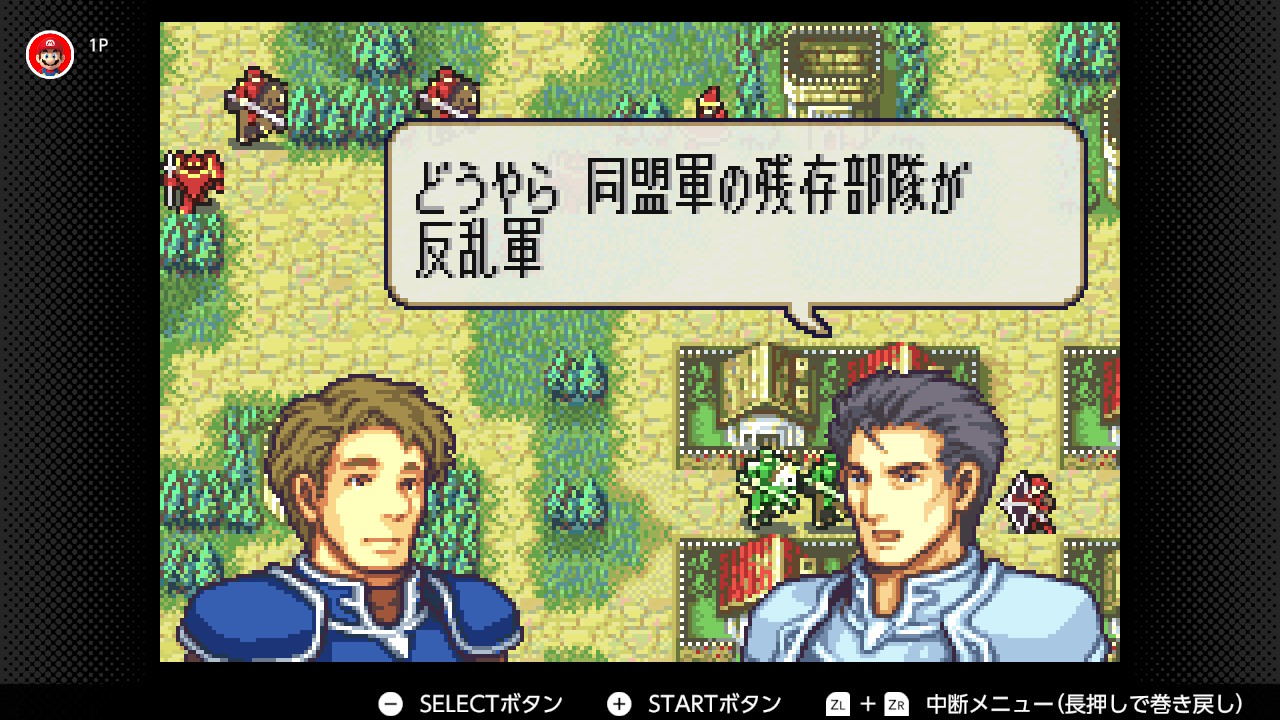 1P
どうやら 同盟軍の残存部隊が
反乱軍
SELECTボタン
STARTボタン
ZL + ZR 中断メニュー(長押しで巻き戻し)